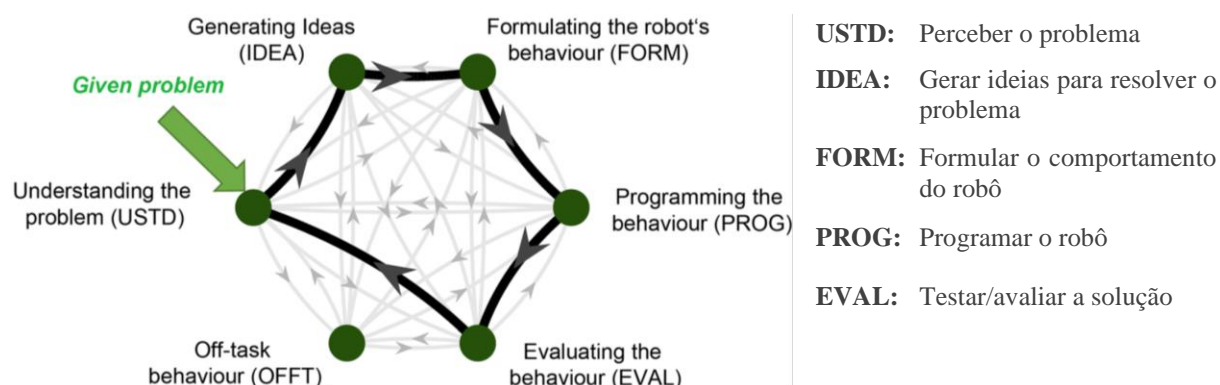 Generating Ideas
(IDEA)
Formulating the robot's
behaviour (FORM)
Given problem
Understanding the
problem (USTD)
Programming the
behaviour (PROG)
Off-task
behaviour (OFFT)
Evaluating the
behaviour (EVAL)
USTD: Perceber o problema
IDEA: Gerar ideias para resolver o
problema
FORM: Formular o comportamento
do robô
PROG: Programar o robô
EVAL: Testar/avaliar a solução